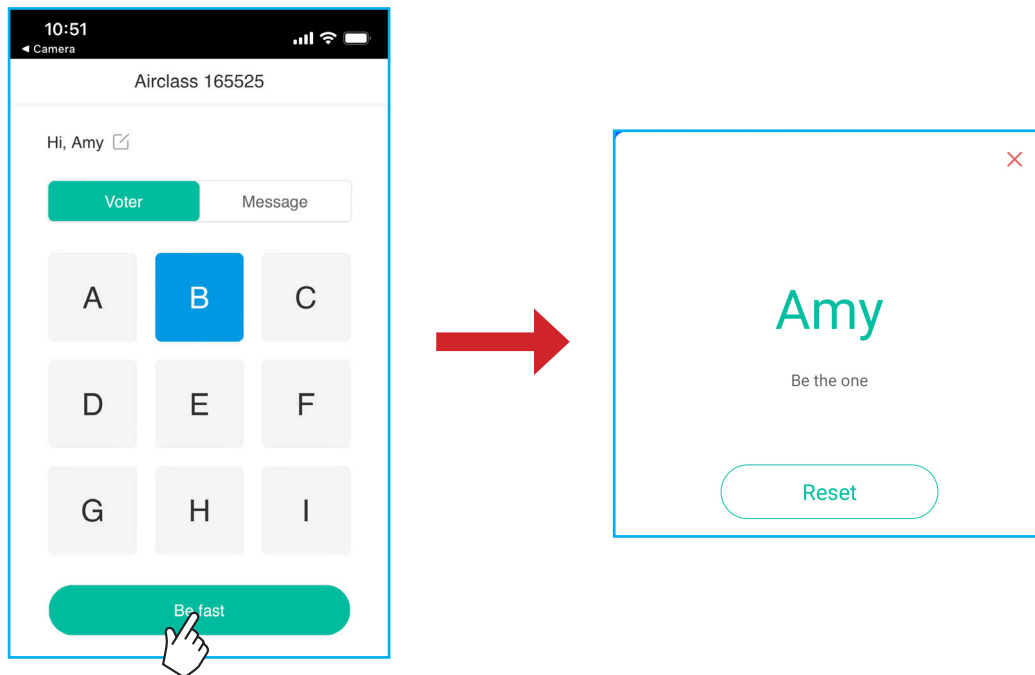 10:51
◀ Camera
Airclass 165525
Hi, Amy
Voter Message
A B C
D E F
G H I
Be fast
Amy
Be the one
Reset